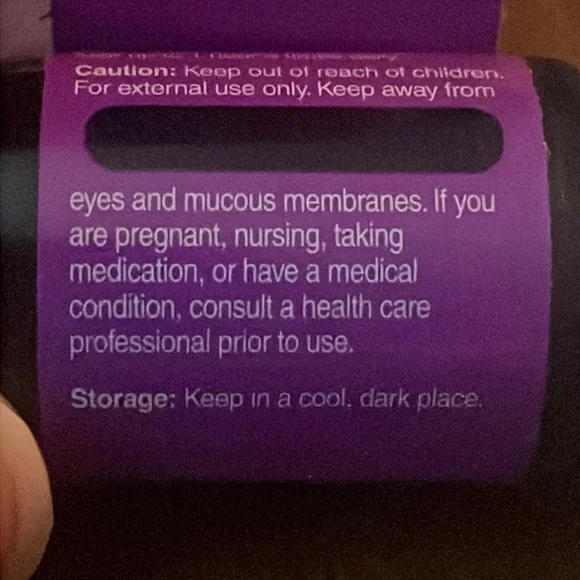 Caution: Keep out of reach of children.
For external use only. Keep away from
eyes and mucous membranes. If you
are pregnant, nursing, taking
medication, or have a medical
condition, consult a health care
professional prior to use.
Storage: Keep in a cool, dark place.